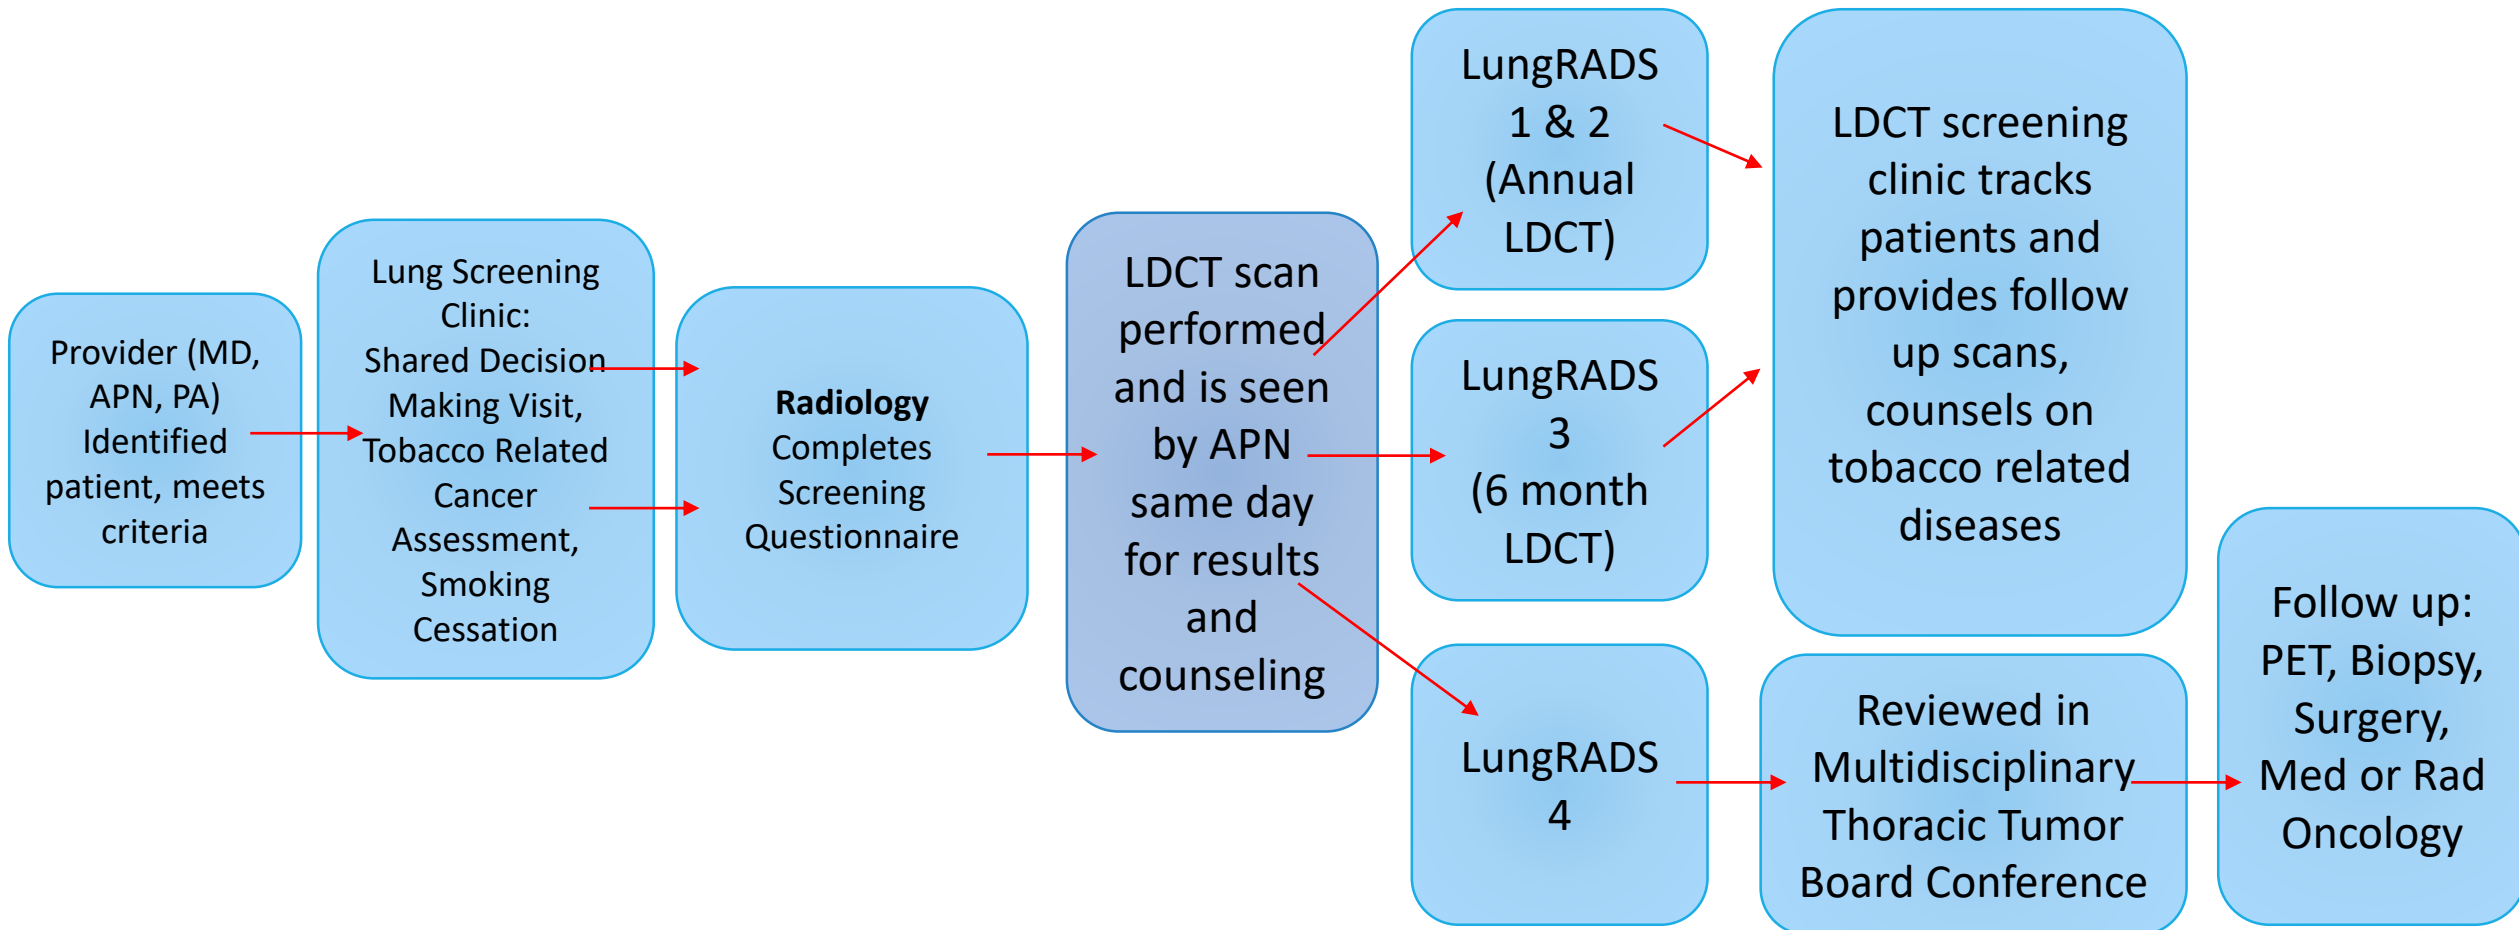 Provider (MD,
APN, PA)
Identified
patient, meets
criteria
Lung Screening
Clinic:
Shared Decision
Making Visit,
Tobacco Related
Cancer
Assessment,
Smoking
Cessation
Radiology
Completes
Screening
Questionnaire
LDCT scan
performed
and is seen
by APN
same day
for results
and
counseling
LungRADS
1 & 2
(Annual
LDCT)
LungRADS
3
(6 month
LDCT)
LungRADS
4
LDCT screening
clinic tracks
patients and
provides follow
up scans,
counsels on
tobacco related
diseases
Reviewed in
Multidisciplinary
Thoracic Tumor
Board Conference
Follow up:
PET, Biopsy,
Surgery,
Med or Rad
Oncology